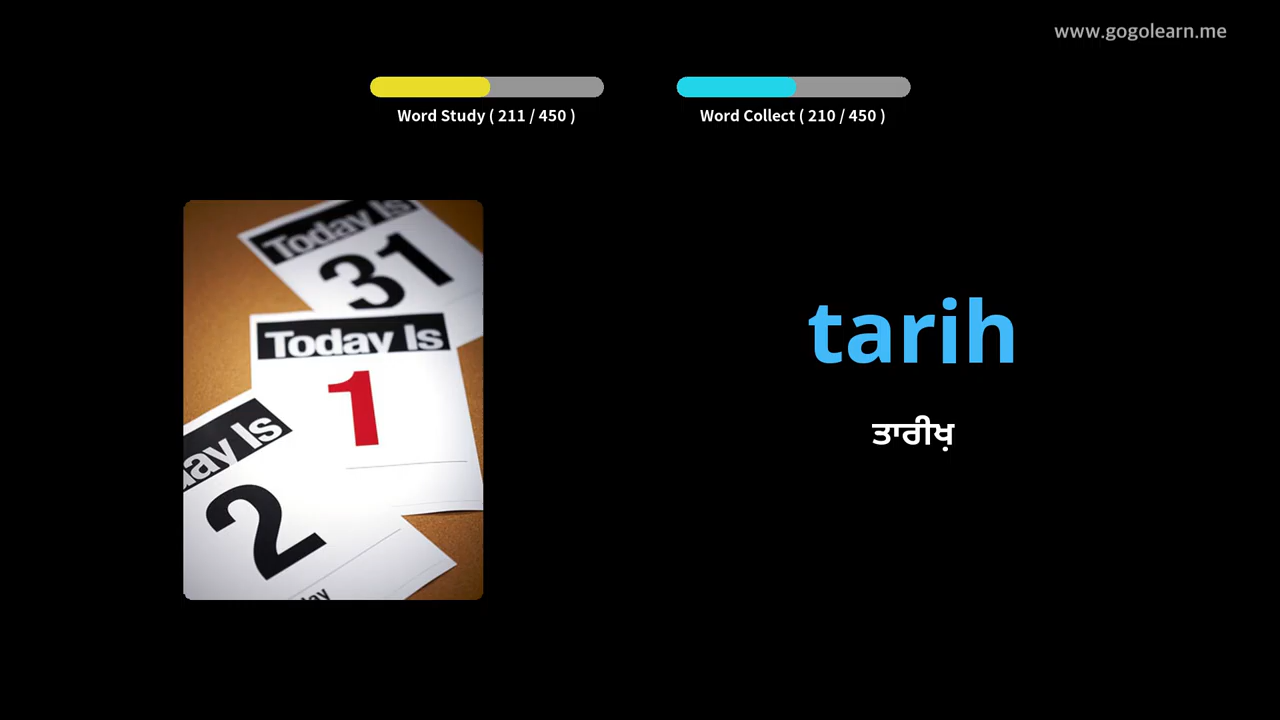 www.gogolearn.me
Word Study ( 211 / 450 )
Word Collect ( 210 / 450 )
Today Is
31
Today Is
1
ay Is
2
day
tarih
ਤਾਰੀਖ਼